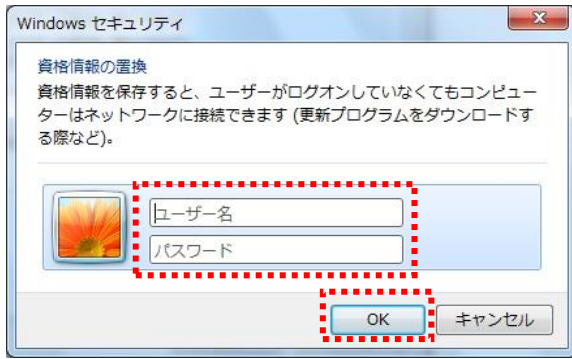 Windows セキュリティ
資格情報の置換
資格情報を保存すると、ユーザーがログオンしていなくてもコンピュー
ターはネットワークに接続できます (更新プログラムをダウンロードす
る際など)。
ユーザー名
パスワード
OK キャンセル